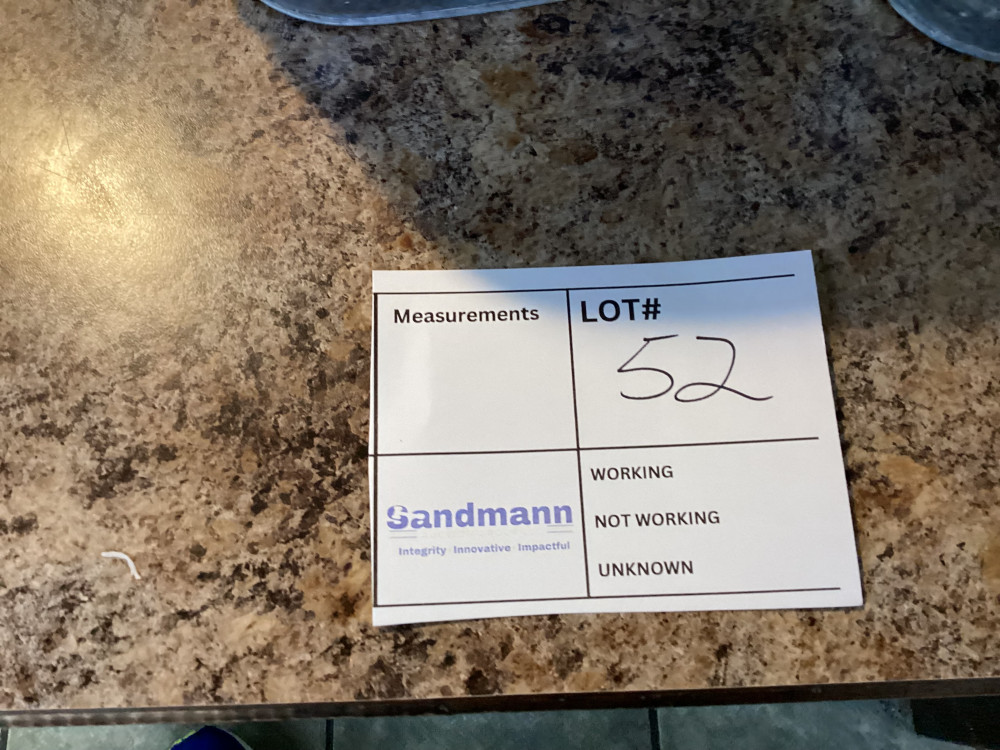 Measurements
LOT#
52
Sandmann
Integrity · Innovative · Impactful
WORKING
NOT WORKING
UNKNOWN